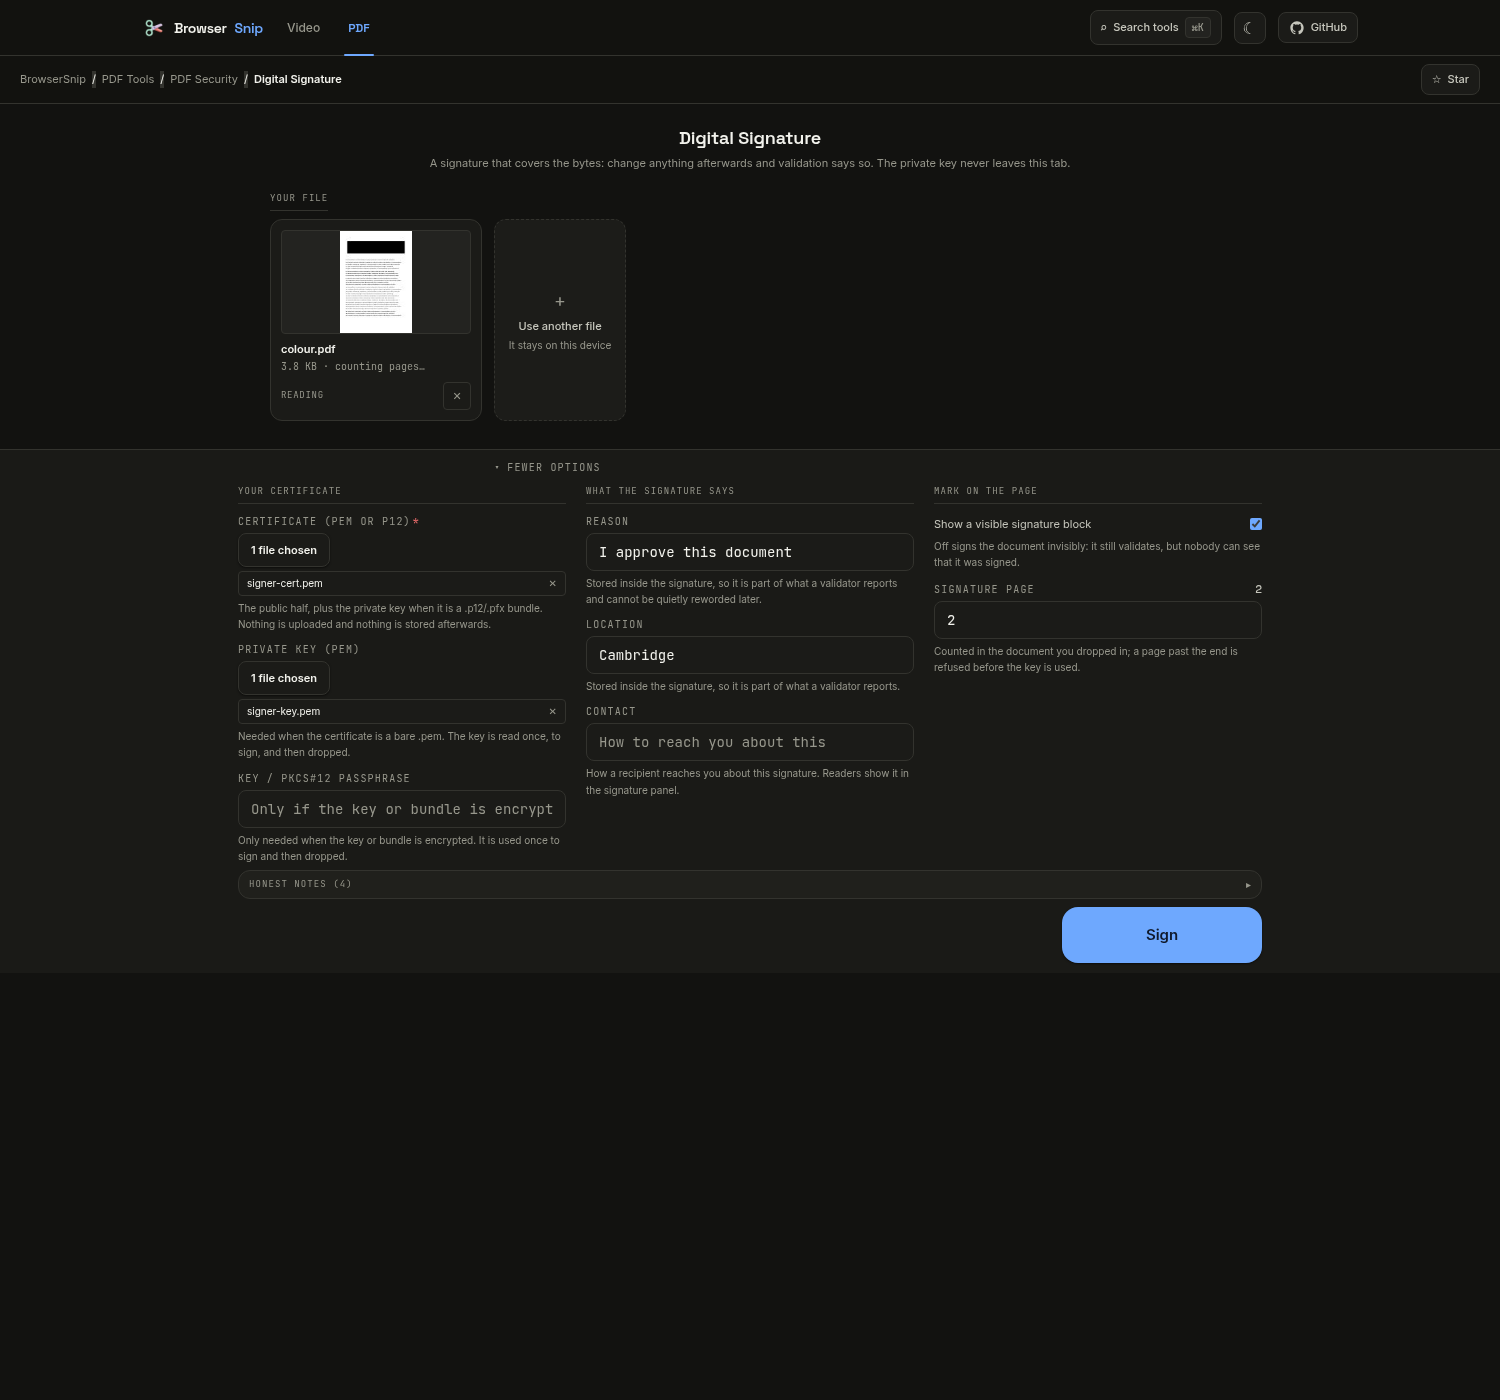 Browser Snip Video PDF Search tools ⌘K GitHub
BrowserSnip / PDF Tools / PDF Security / Digital Signature ☆ Star
Digital Signature
A signature that covers the bytes: change anything afterwards and validation says so. The private key never leaves this tab.
YOUR FILE
colour.pdf
3.8 KB · counting pages…
READING ×
+
Use another file
It stays on this device
▾ FEWER OPTIONS
YOUR CERTIFICATE
CERTIFICATE (PEM OR P12) *
1 file chosen
signer-cert.pem ×
The public half, plus the private key when it is a .p12/.pfx bundle.
Nothing is uploaded and nothing is stored afterwards.
PRIVATE KEY (PEM)
1 file chosen
signer-key.pem ×
Needed when the certificate is a bare .pem. The key is read once, to
sign, and then dropped.
KEY / PKCS#12 PASSPHRASE
Only if the key or bundle is encrypt
Only needed when the key or bundle is encrypted. It is used once to
sign and then dropped.
WHAT THE SIGNATURE SAYS
REASON
I approve this document
Stored inside the signature, so it is part of what a validator reports
and cannot be quietly reworded later.
LOCATION
Cambridge
Stored inside the signature, so it is part of what a validator reports.
CONTACT
How to reach you about this
How a recipient reaches you about this signature. Readers show it in
the signature panel.
MARK ON THE PAGE
Show a visible signature block
Off signs the document invisibly: it still validates, but nobody can see
that it was signed.
SIGNATURE PAGE 2
2
Counted in the document you dropped in; a page past the end is
refused before the key is used.
HONEST NOTES (4) ▸
Sign